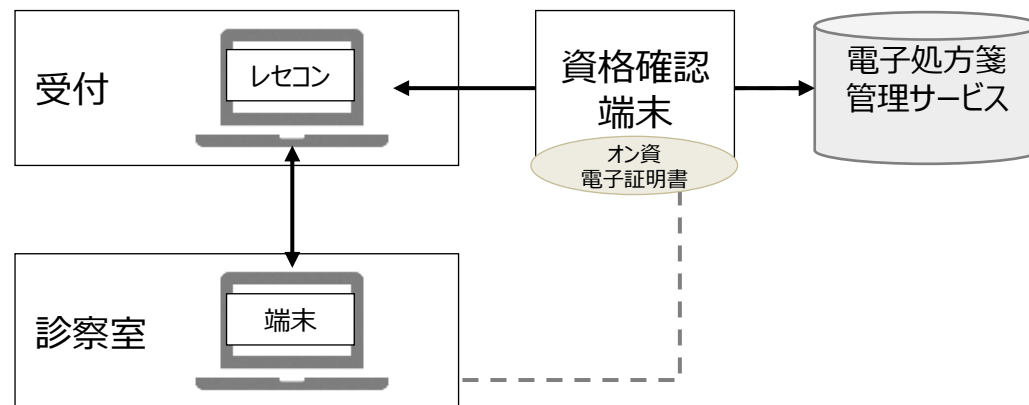 受付
レセコン
資格確認
端末
オン資
電子証明書
電子処方箋
管理サービス
診察室
端末